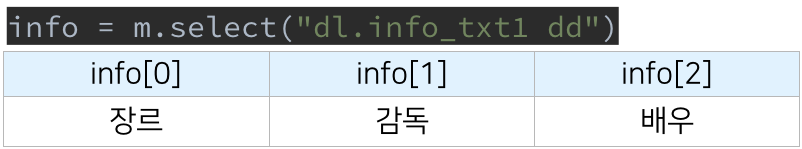 info = m.select("dl.info_txt1 dd")
info[0] info[1] info[2]
장르 감독 배우